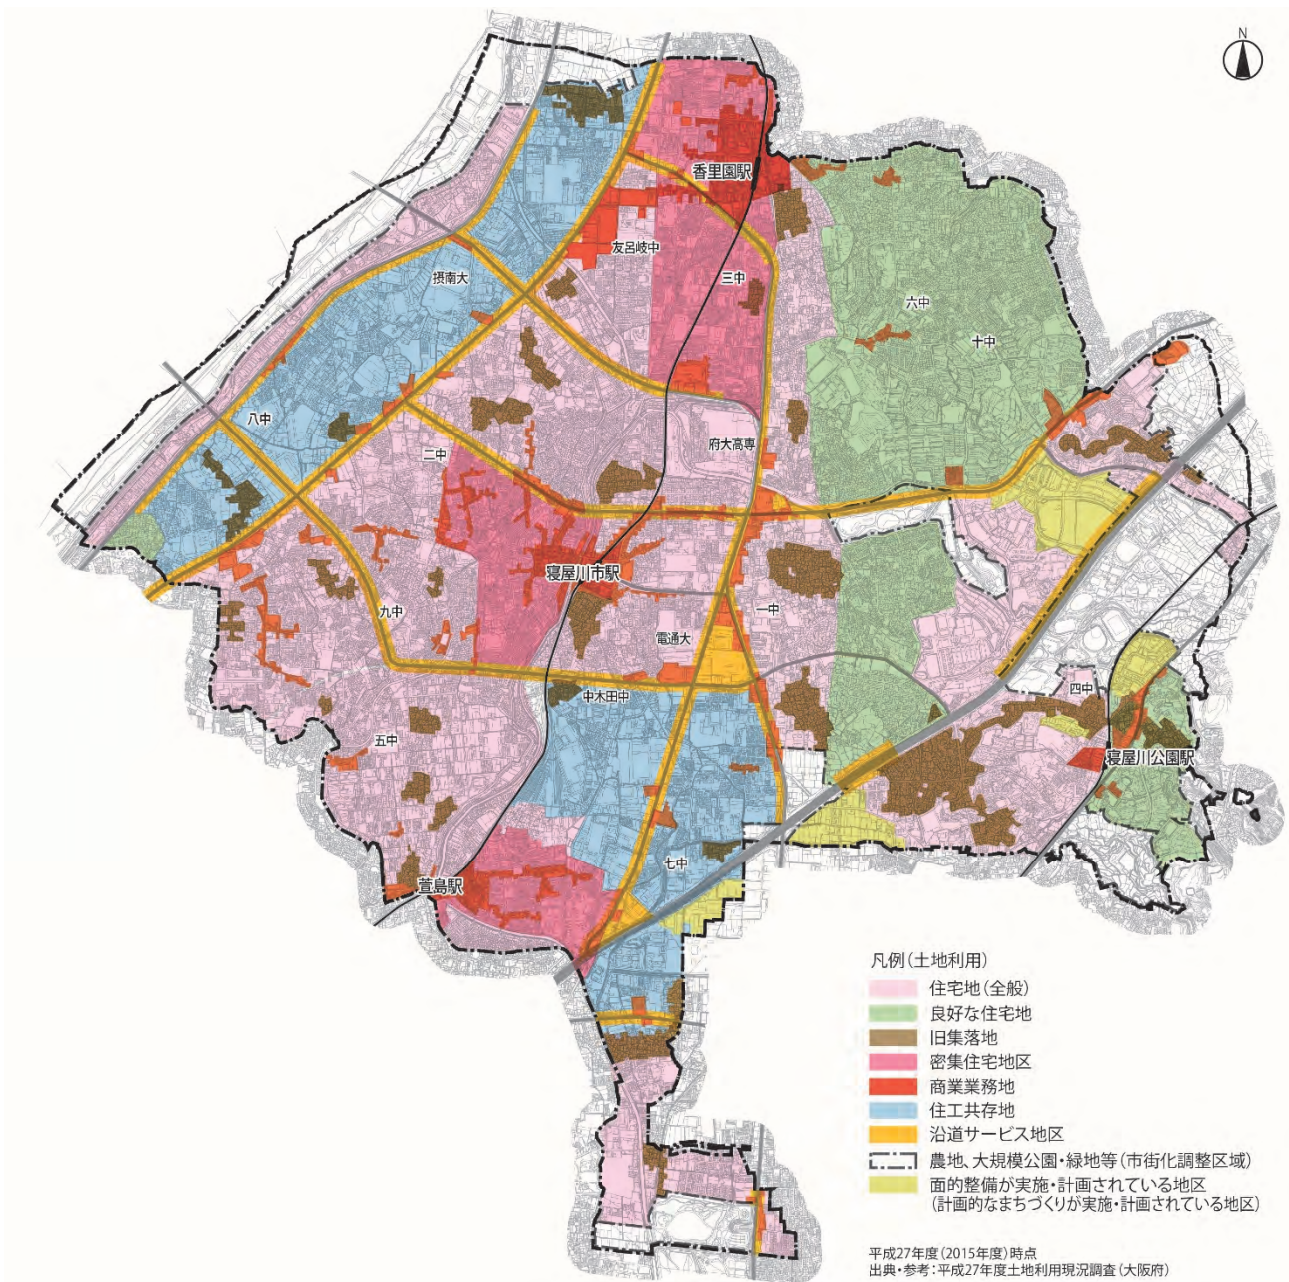 N
香里園駅
友呂岐中
三中
摂南大
六中
十中
八中
二中
府大高専
寝屋川市駅
九中
一中
電通大
中木田中
四中
五中
寝屋川公園駅
七中
萱島駅
凡例(土地利用)
住宅地(全般)
良好な住宅地
旧集落地
密集住宅地区
商業業務地
住工共存地
沿道サービス地区
農地、大規模公園・緑地等(市街化調整区域)
面的整備が実施・計画されている地区
(計画的なまちづくりが実施・計画されている地区)
平成27年度(2015年度)時点
出典・参考:平成27年度土地利用現況調査(大阪府)